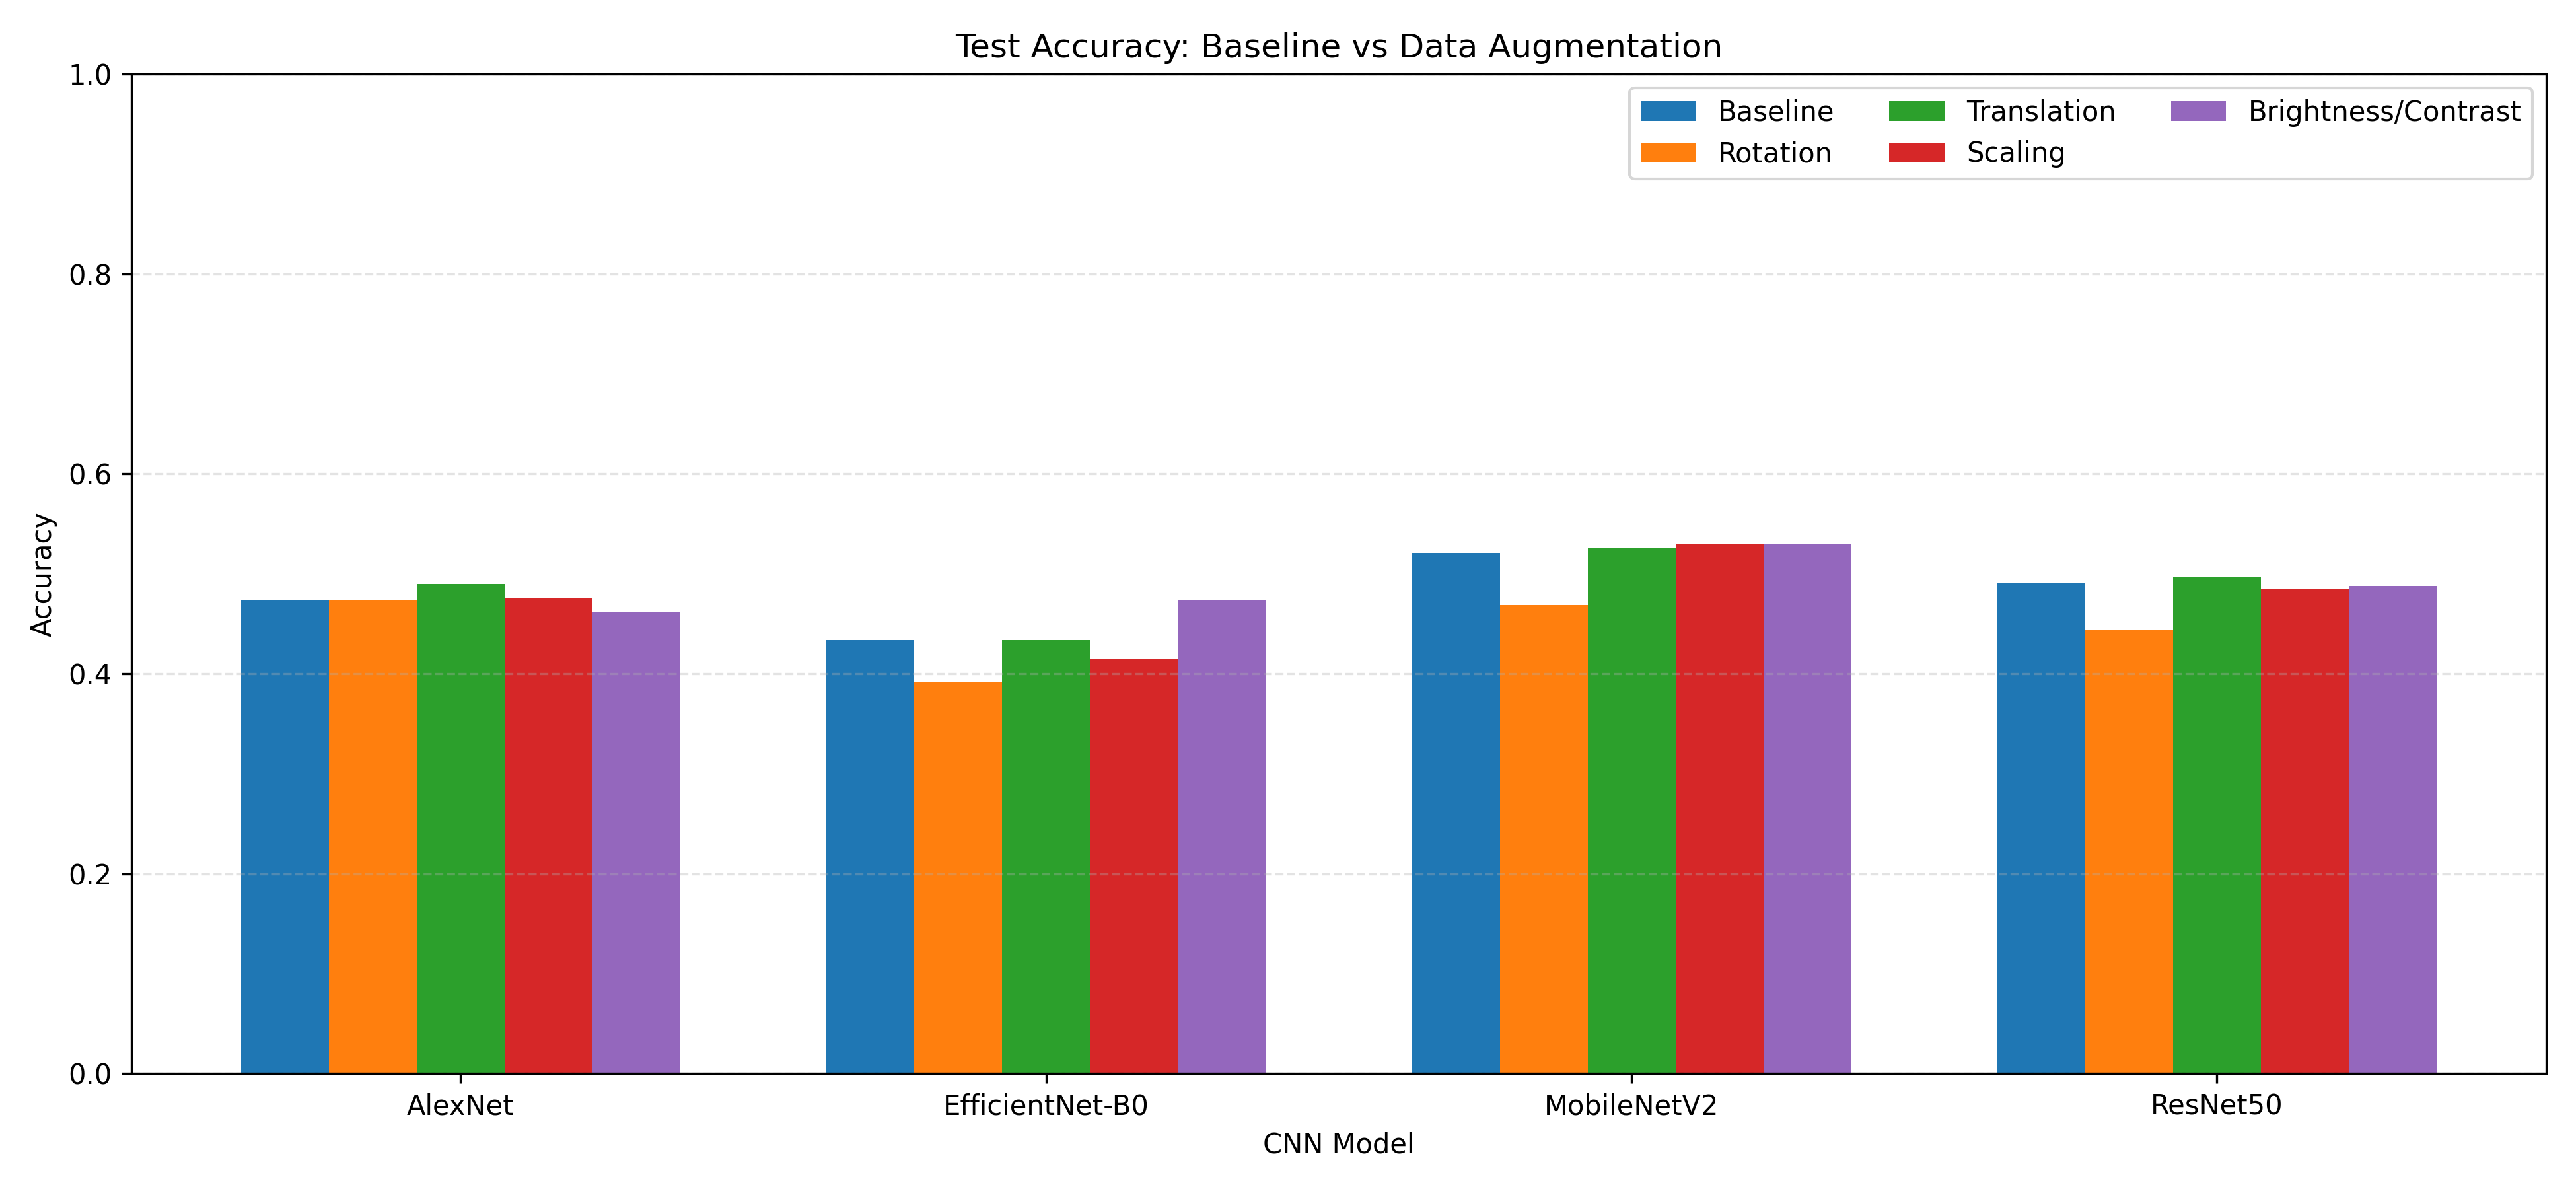 Test Accuracy: Baseline vs Data Augmentation
1.0
Baseline Translation Brightness/Contrast
Rotation Scaling
0.8
0.6
Accuracy
0.4
0.2
0.0
AlexNet EfficientNet-B0 MobileNetV2 ResNet50
CNN Model